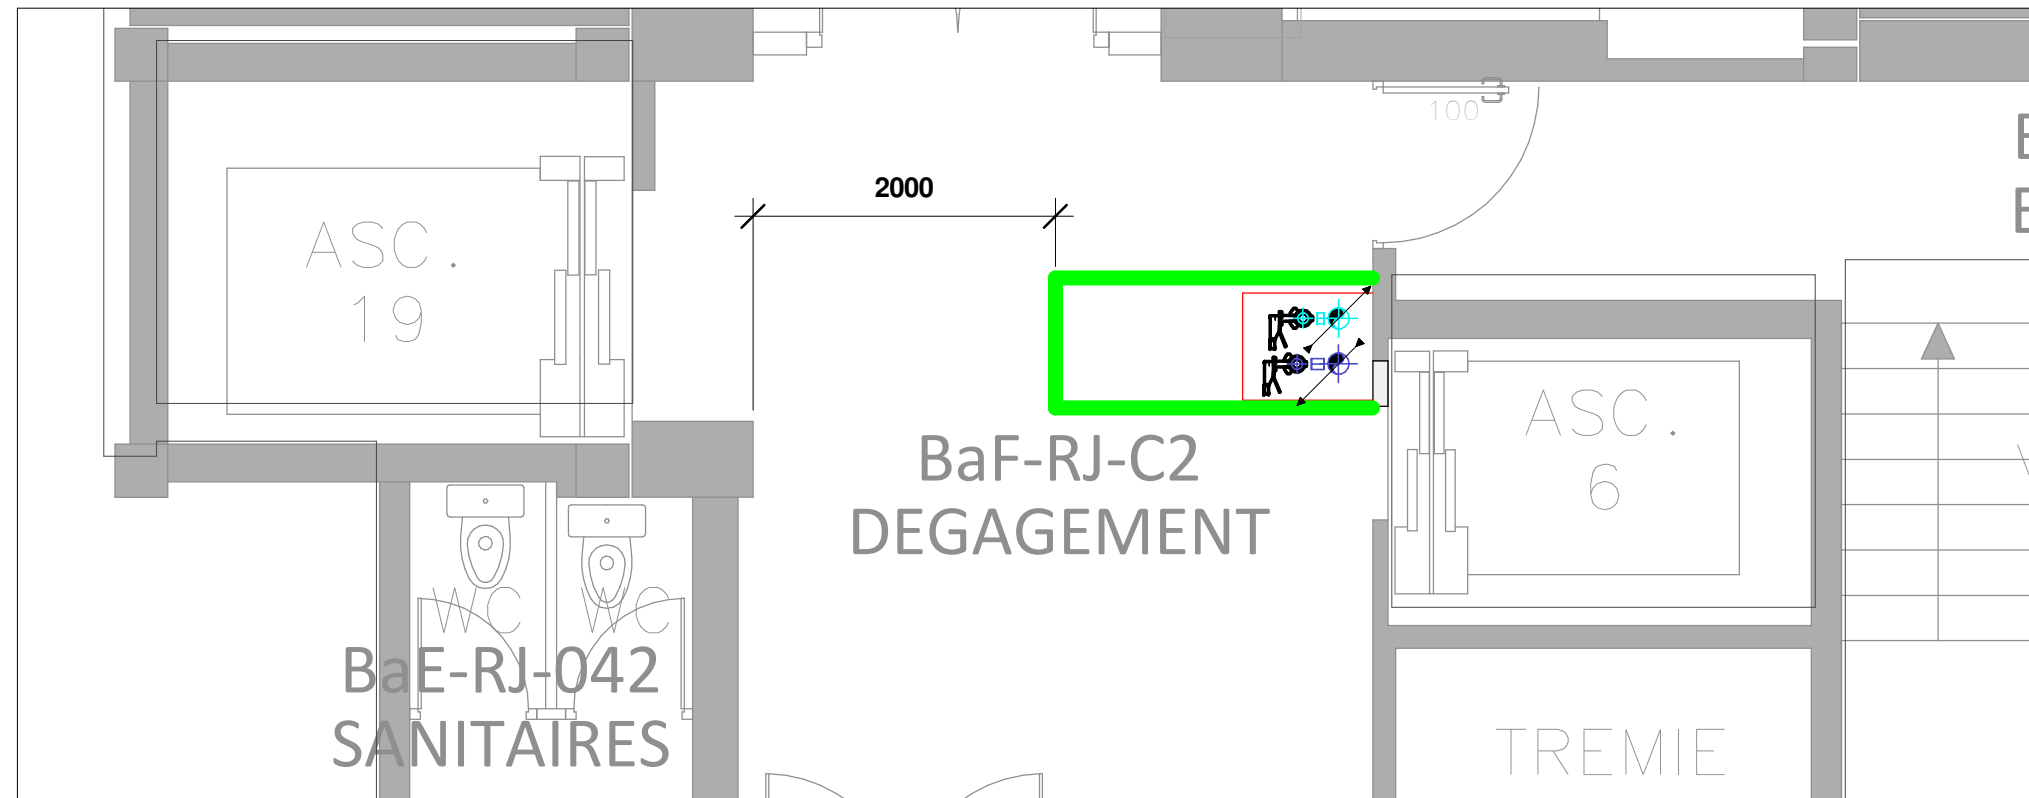 100
2000
ASC.
19
ASC.
6
BaF-RJ-C2
DEGAGEMENT
WC WC
BaE-RJ-042
SANITAIRES
TREMIE